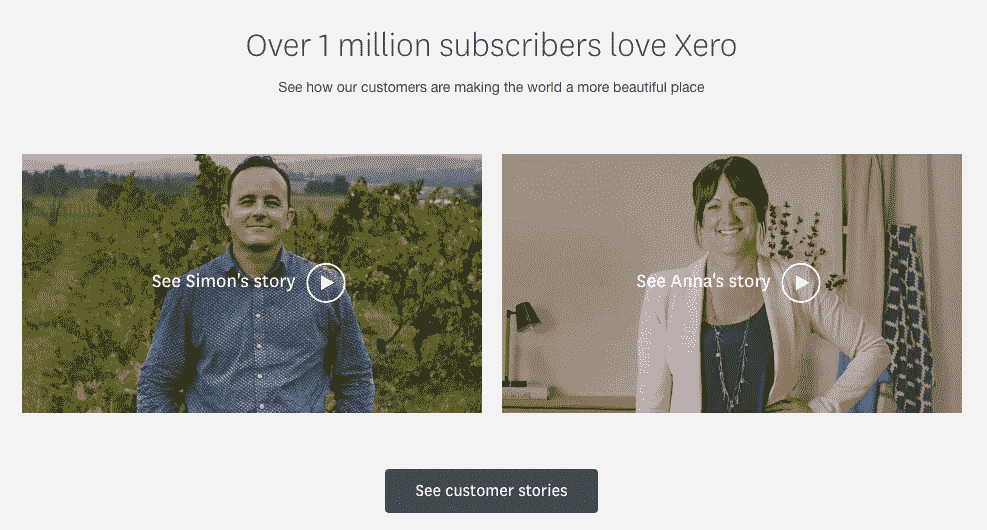 Over 1 million subscribers love Xero
See how our customers are making the world a more beautiful place
See Simon's story
See Anna's story
See customer stories